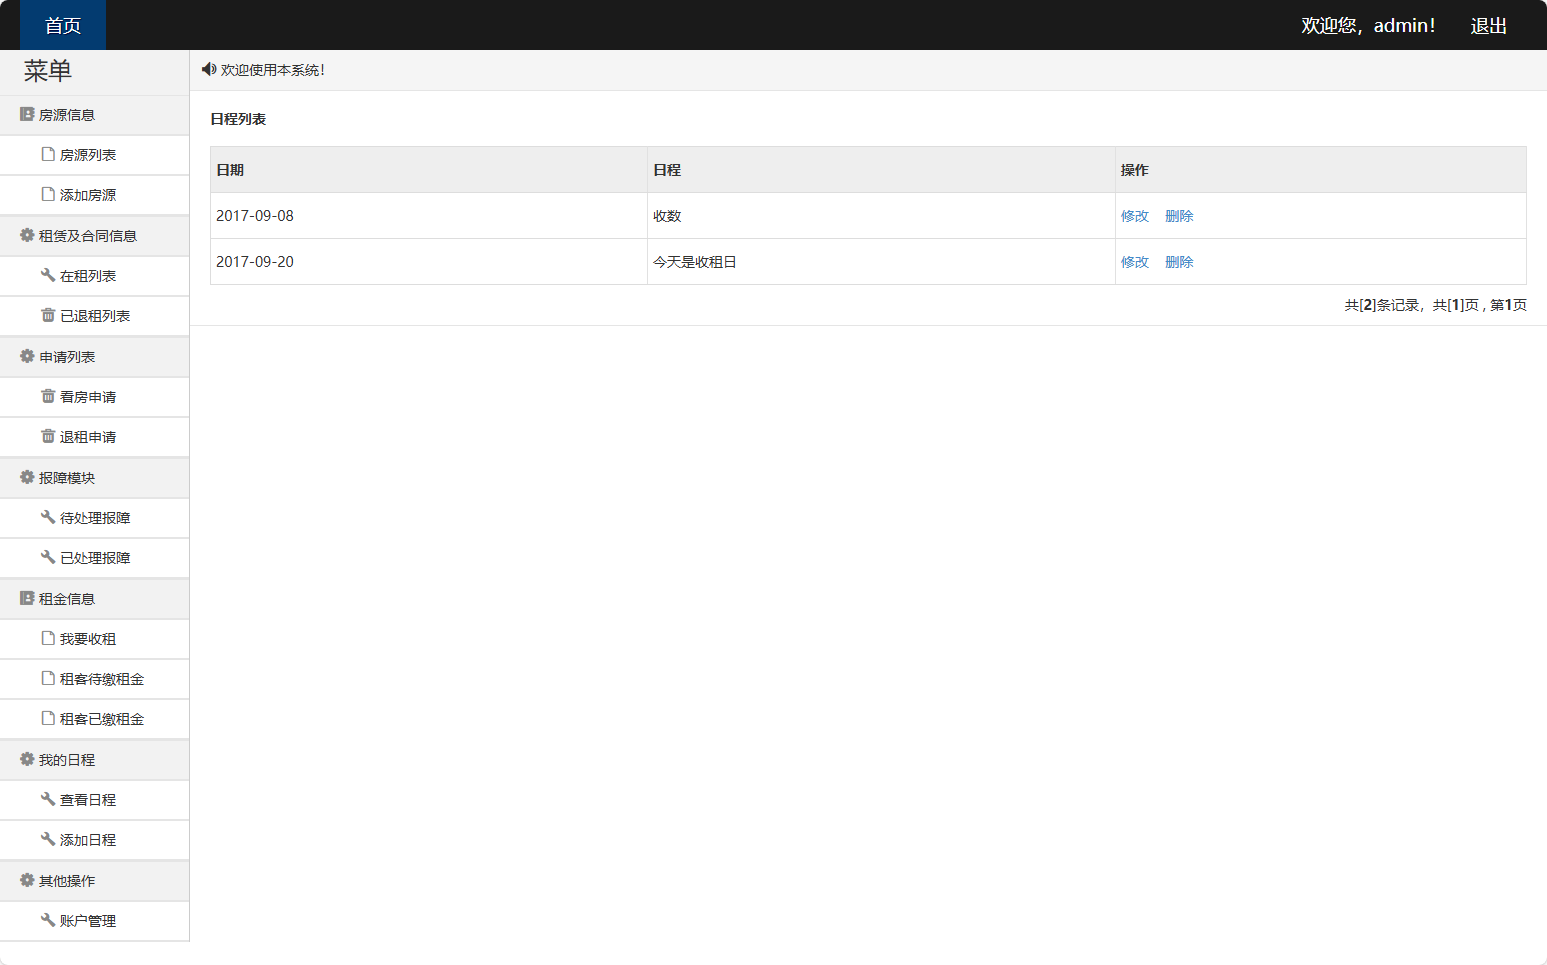 首页
欢迎您，admin！ 退出
菜单
房源信息
房源列表
添加房源
租赁及合同信息
在租列表
已退租列表
申请列表
看房申请
退租申请
报障模块
待处理报障
已处理报障
租金信息
我要收租
租客待缴租金
租客已缴租金
我的日程
查看日程
添加日程
其他操作
账户管理
欢迎使用本系统！
日程列表
日期 日程 操作
2017-09-08 收数 修改 删除
2017-09-20 今天是收租日 修改 删除
共[2]条记录，共[1]页 , 第1页